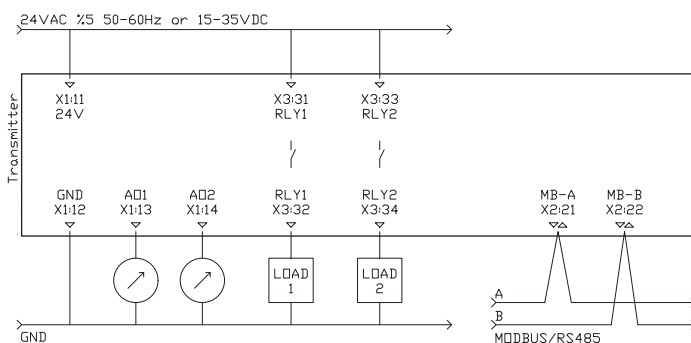 24VAC %5 50-60Hz or 15-35VDC
Transmitter
X1:11
24V
X3:31
RLY1
X3:33
RLY2
GND
X1:12
AO1
X1:13
AO2
X1:14
RLY1
X3:32
RLY2
X3:34
MB-A
X2:21
MB-B
X2:22
LOAD
1
LOAD
2
A
B
GND
MODBUS/RS485